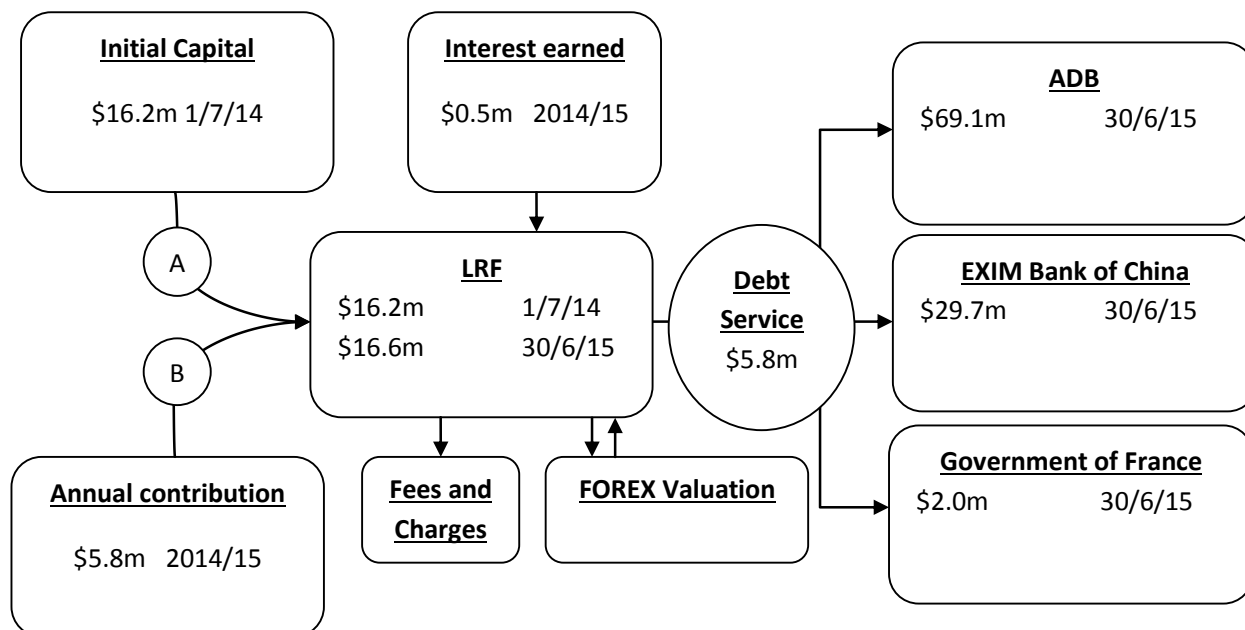 Initial Capital
$16.2m 1/7/14
Interest earned
$0.5m 2014/15
ADB
$69.1m 30/6/15
A
LRF
$16.2m 1/7/14
$16.6m 30/6/15
Debt
Service
$5.8m
EXIM Bank of China
$29.7m 30/6/15
B
Annual contribution
$5.8m 2014/15
Fees and
Charges
FOREX Valuation
Government of France
$2.0m 30/6/15